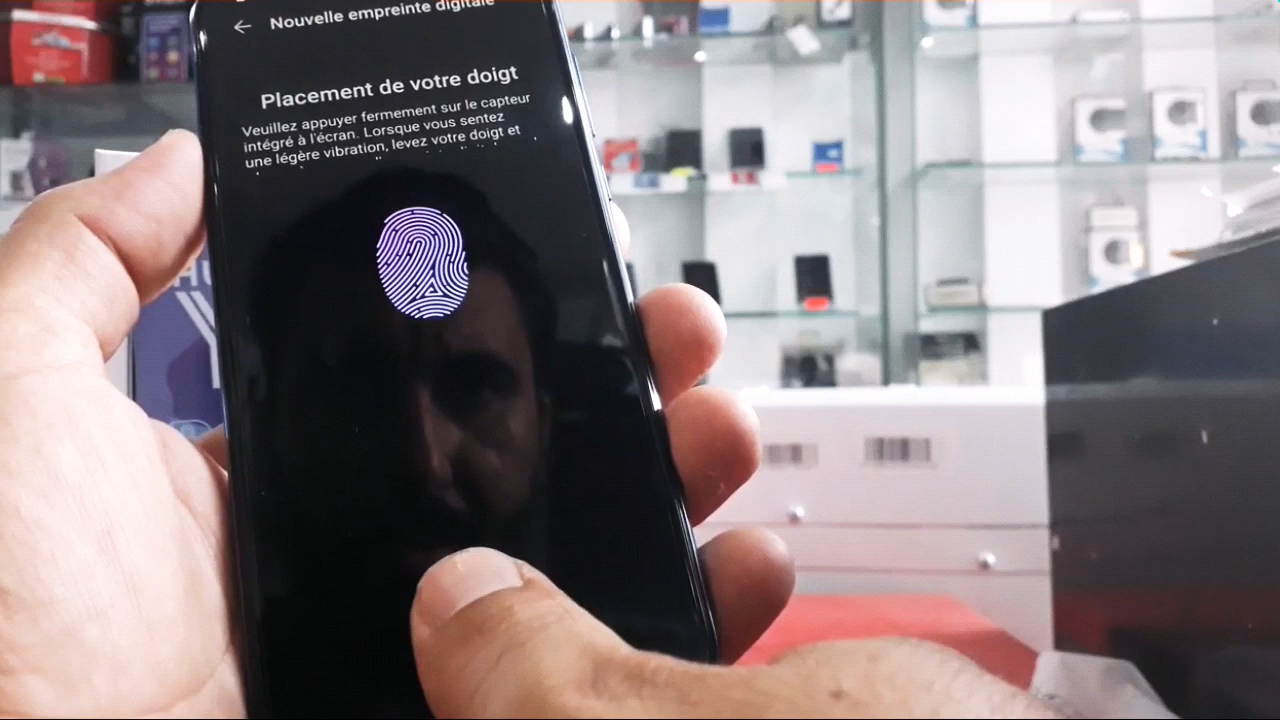 Nouvelle empreinte digitale
Placement de votre doigt
Veuillez appuyer fermement sur le capteur
intégré à l'écran. Lorsque vous sentez
une légère vibration, levez votre doigt et